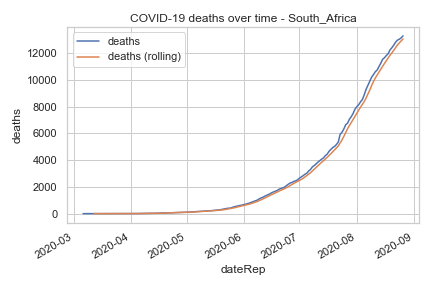 COVID-19 deaths over time - South_Africa
deaths
deaths (rolling)
deaths
12000
10000
8000
6000
4000
2000
0
2020-03
2020-04
2020-05
2020-06
2020-07
2020-08
2020-09
dateRep